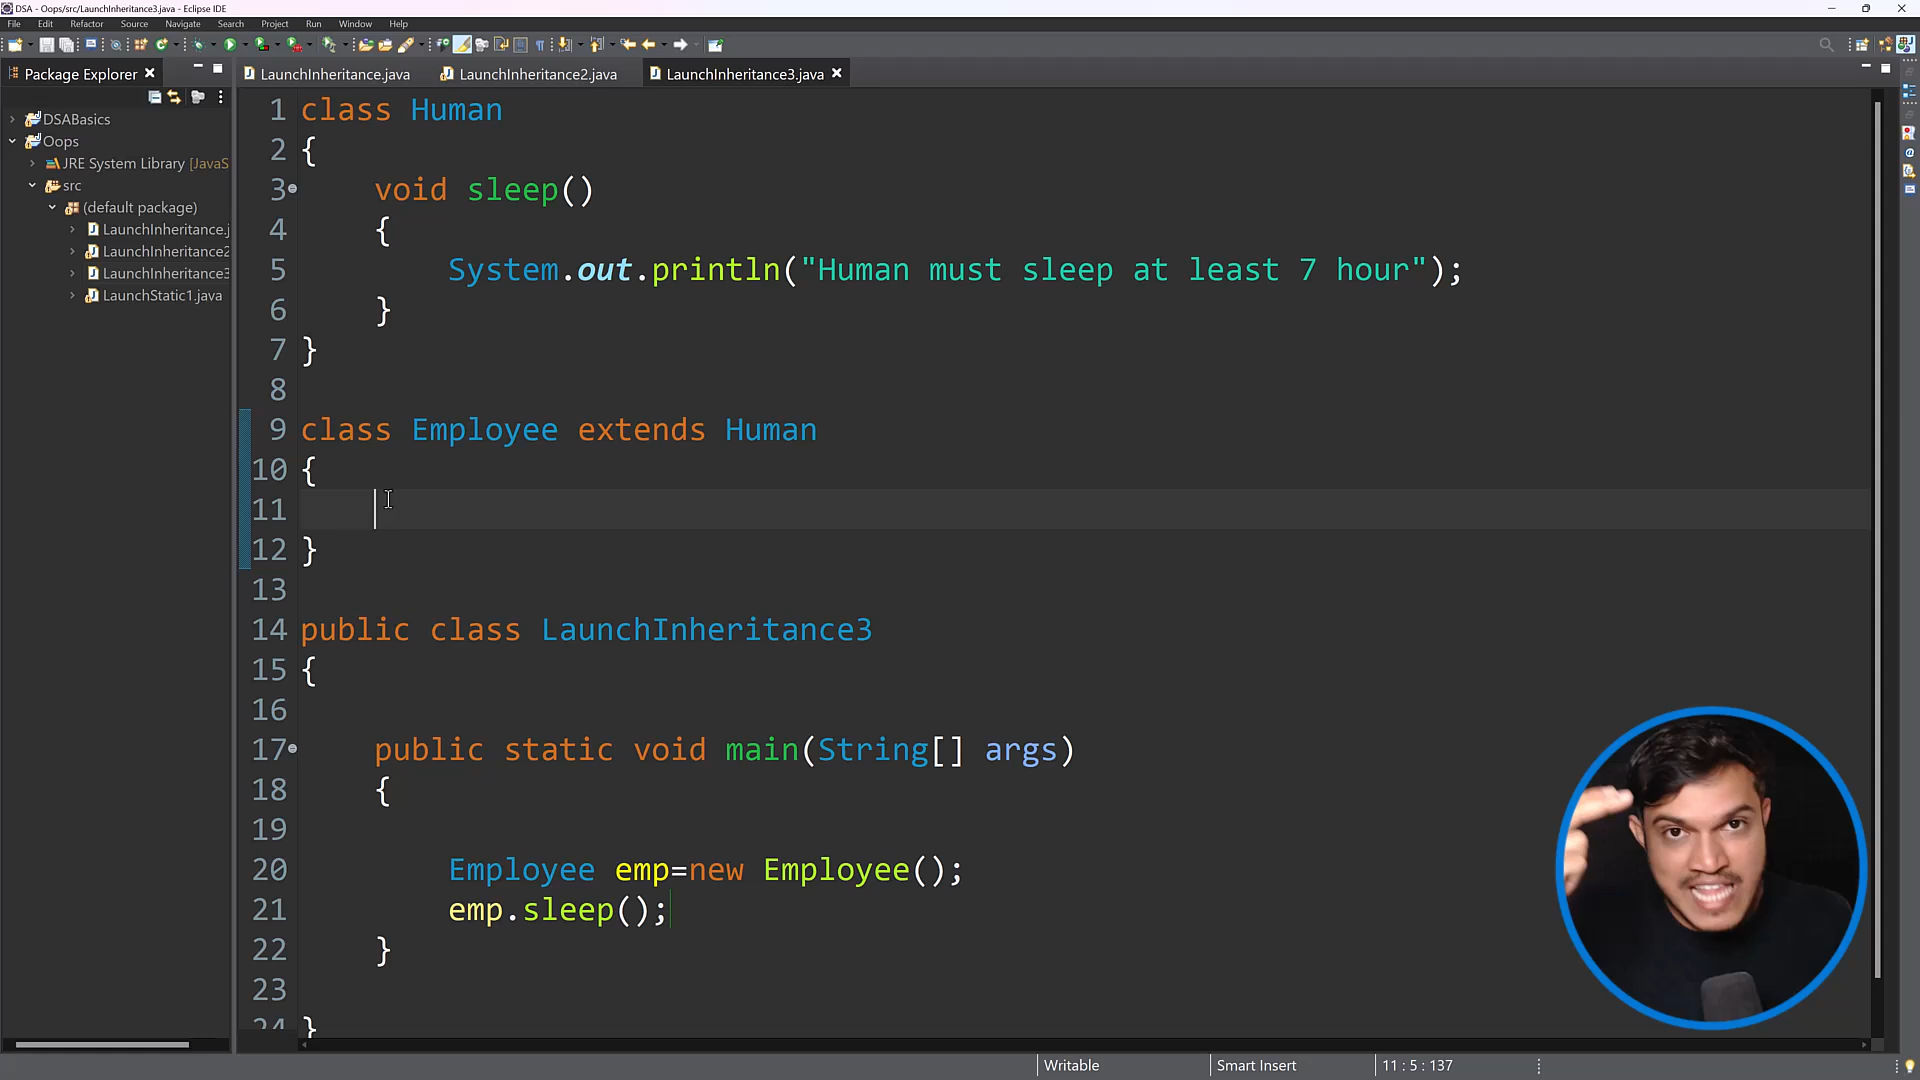 DSA - Oops/src/LaunchInheritance3.java - Eclipse IDE
File Edit Refactor Source Navigate Search Project Run Window Help
Package Explorer
LaunchInheritance.java LaunchInheritance2.java LaunchInheritance3.java
DSABasics
Oops
JRE System Library [JavaS
src
(default package)
LaunchInheritance.j
LaunchInheritance2
LaunchInheritance3
LaunchStatic1.java
1 class Human
2 {
3 void sleep()
4 {
5 System.out.println("Human must sleep at least 7 hour");
6 }
7 }
8
9 class Employee extends Human
10 {
11
12 }
13
14 public class LaunchInheritance3
15 {
16
17 public static void main(String[] args)
18 {
19
20 Employee emp=new Employee();
21 emp.sleep();
22 }
23
24 }
Writable Smart Insert 11 : 5 : 137